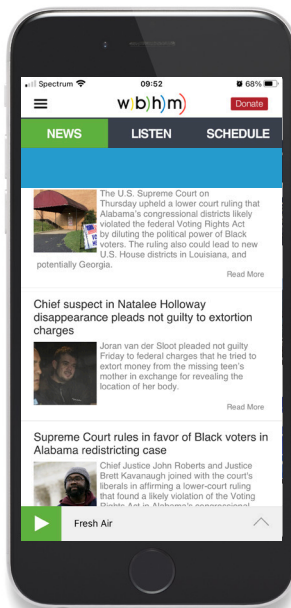 Spectrum 09:52 68%
w)b)h)m) Donate
NEWS LISTEN SCHEDULE
The U.S. Supreme Court on
Thursday upheld a lower court ruling that
Alabama's congressional districts likely
violated the federal Voting Rights Act
by diluting the political power of Black
voters. The ruling also could lead to new
U.S. House districts in Louisiana, and
potentially Georgia.
Read More
Chief suspect in Natalee Holloway
disappearance pleads not guilty to extortion
charges
Joran van der Sloot pleaded not guilty
Friday to federal charges that he tried to
extort money from the missing teen's
mother in exchange for revealing the
location of her body.
Read More
Supreme Court rules in favor of Black voters in
Alabama redistricting case
Chief Justice John Roberts and Justice
Brett Kavanaugh joined with the court's
liberals in affirming a lower-court ruling
that found a likely violation of the Voting
Rights Act in Alabama's congressional
Fresh Air